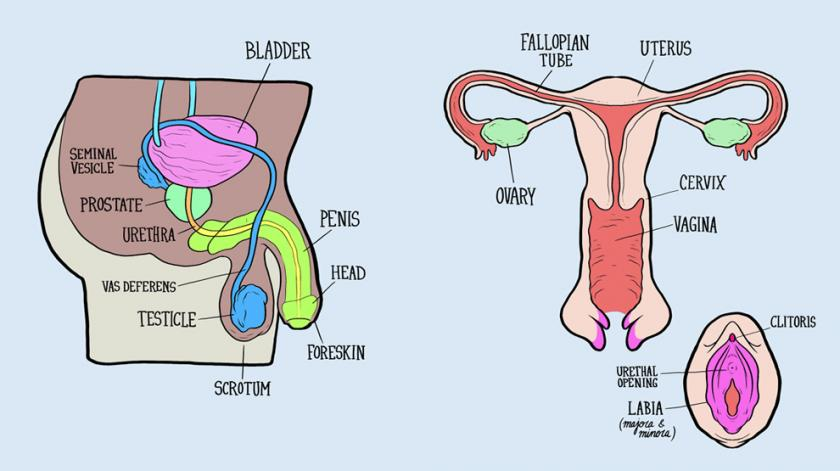 BLADDER
SEMINAL
VESICLE
PROSTATE
URETHRA
PENIS
VAS DEFERENS
HEAD
TESTICLE
FORESKIN
SCROTUM
FALLOPIAN
TUBE
UTERUS
OVARY
CERVIX
VAGINA
CLITORIS
URETHAL
OPENING
LABIA
(majora &
minora)